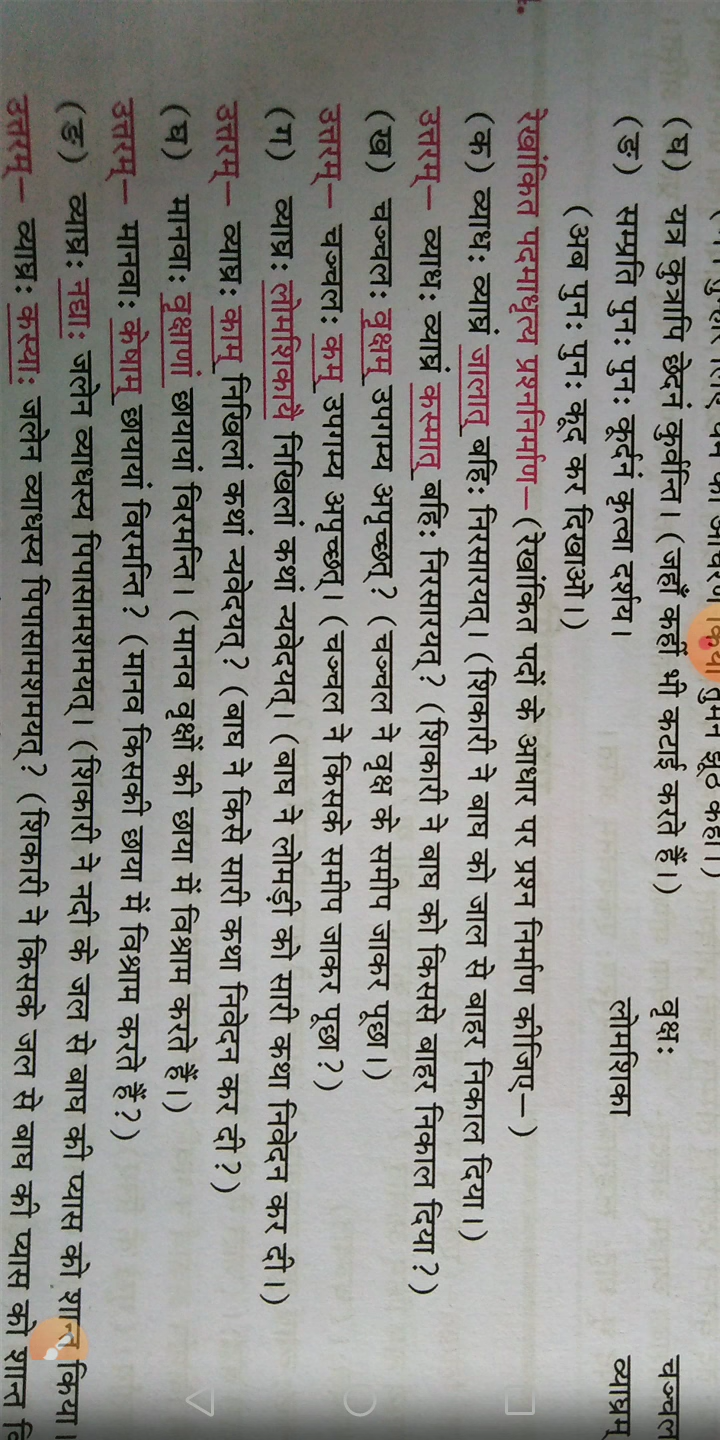 (घ) यत्र कुत्रापि छेदनं कुर्वन्ति। (जहाँ कहीं भी कटाई करते हैं।) वृक्षः चञ्चल
(ङ) सम्प्रति पुनः पुनः कूर्दनं कृत्वा दर्शय। लोमशिका व्याघ्रम्
(अब पुनः पुनः कूद कर दिखाओ।)
रेखांकित पदमाधृत्य प्रश्ननिर्माण— (रेखांकित पदों के आधार पर प्रश्न निर्माण कीजिए—)
(क) व्याधः व्याघ्रं जालात् बहिः निरसारयत्। (शिकारी ने बाघ को जाल से बाहर निकाल दिया।)
उत्तरम्— व्याधः व्याघ्रं कस्मात् बहिः निरसारयत्? (शिकारी ने बाघ को किससे बाहर निकाल दिया?)
(ख) चञ्चलः वृक्षम् उपगम्य अपृच्छत्? (चञ्चल ने वृक्ष के समीप जाकर पूछा।)
उत्तरम्— चञ्चलः कम् उपगम्य अपृच्छत्। (चञ्चल ने किसके समीप जाकर पूछा?)
(ग) व्याघ्रः लोमशिकायै निखिलां कथां न्यवेदयत्। (बाघ ने लोमड़ी को सारी कथा निवेदन कर दी।)
उत्तरम्— व्याघ्रः काम् निखिलां कथां न्यवेदयत्? (बाघ ने किसे सारी कथा निवेदन कर दी?)
(घ) मानवाः वृक्षाणां छायायां विरमन्ति। (मानव वृक्षों की छाया में विश्राम करते हैं।)
उत्तरम्— मानवाः केषाम् छायायां विरमन्ति? (मानव किसकी छाया में विश्राम करते हैं?)
(ङ) व्याघ्रः नद्याः जलेन व्याधस्य पिपासामशमयत्। (शिकारी ने नदी के जल से बाघ की प्यास को शान्त किया।
उत्तरम्— व्याघ्रः कस्याः जलेन व्याधस्य पिपासामशमयत्? (शिकारी ने किसके जल से बाघ की प्यास को शान्त